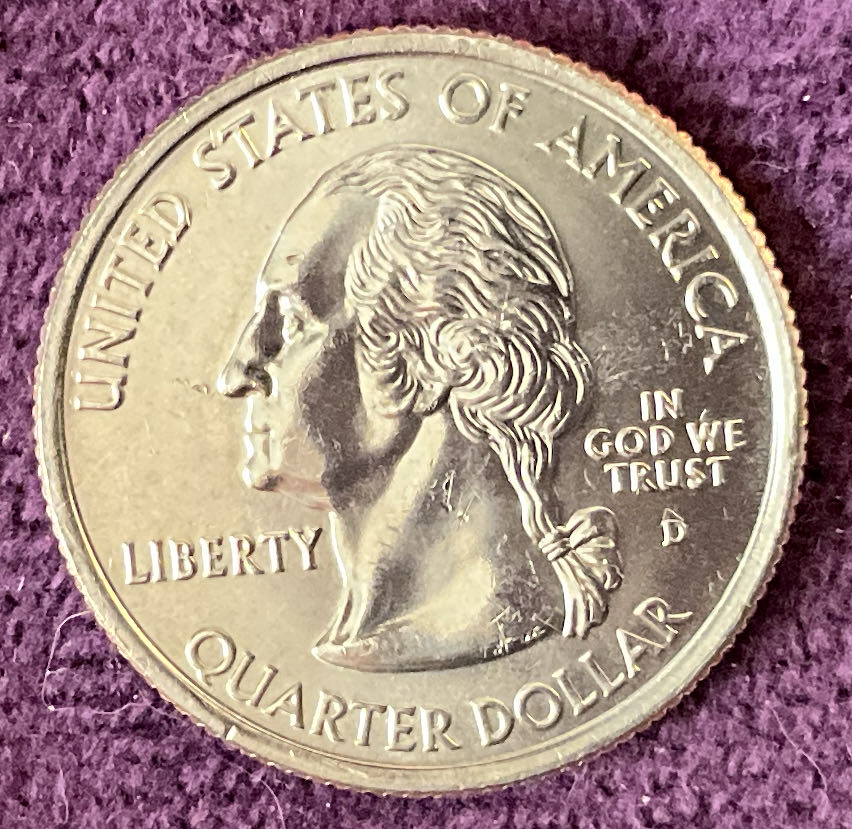 UNITED STATES OF AMERICA
IN
GOD WE
TRUST
D
LIBERTY
QUARTER DOLLAR